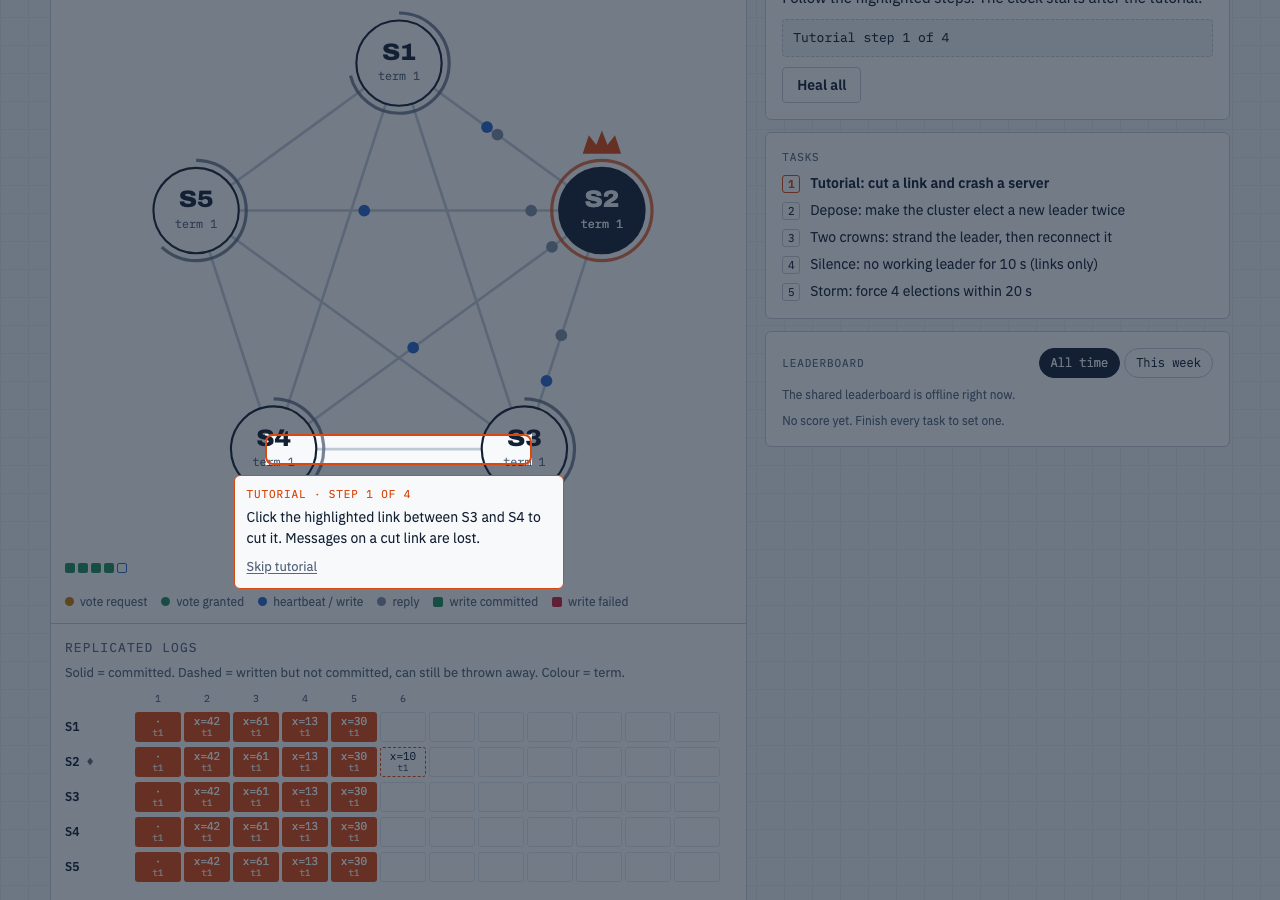 S1
term 1
S5
term 1
S2
term 1
S4
term 1
S3
term 1
TUTORIAL · STEP 1 OF 4
Click the highlighted link between S3 and S4 to
cut it. Messages on a cut link are lost.
Skip tutorial
vote request vote granted heartbeat / write reply write committed write failed
REPLICATED LOGS
Solid = committed. Dashed = written but not committed, can still be thrown away. Colour = term.
1 2 3 4 5 6
S1 · x=42 x=61 x=13 x=30
t1 t1 t1 t1 t1
S2 ♦ · x=42 x=61 x=13 x=30 x=10
t1 t1 t1 t1 t1 t1
S3 · x=42 x=61 x=13 x=30
t1 t1 t1 t1 t1
S4 · x=42 x=61 x=13 x=30
t1 t1 t1 t1 t1
S5 · x=42 x=61 x=13 x=30
t1 t1 t1 t1 t1
Follow the highlighted steps. The clock starts after the tutorial.
Tutorial step 1 of 4
Heal all
TASKS
1 Tutorial: cut a link and crash a server
2 Depose: make the cluster elect a new leader twice
3 Two crowns: strand the leader, then reconnect it
4 Silence: no working leader for 10 s (links only)
5 Storm: force 4 elections within 20 s
LEADERBOARD All time This week
The shared leaderboard is offline right now.
No score yet. Finish every task to set one.